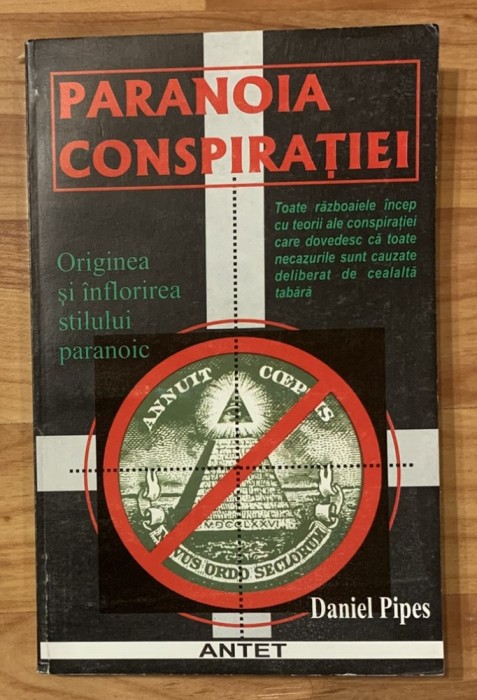 PARANOIA
CONSPIRAȚIEI
Toate războaiele încep
cu teorii ale conspirației
care dovedesc că toate
necazurile sunt cauzate
deliberat de cealaltă
tabără
Originea
și înflorirea
stilului
paranoic
ANNUIT CŒPTIS
MDCCLXXVI
NOVUS ORDO SECLORUM
Daniel Pipes
ANTET